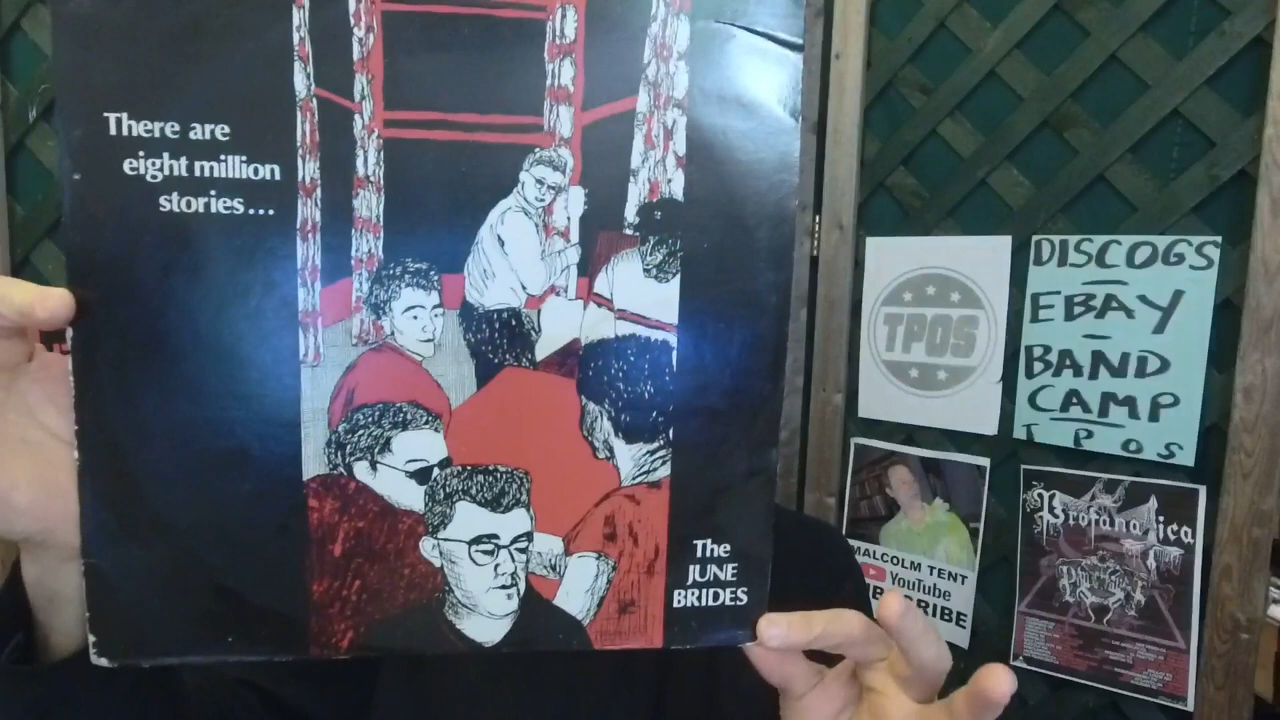 There are
eight million
stories...
The
JUNE
BRIDES
TPOS
DISCOGS
EBAY
BAND
CAMP
TPOS
MALCOLM TENT
YouTube
Profanatica